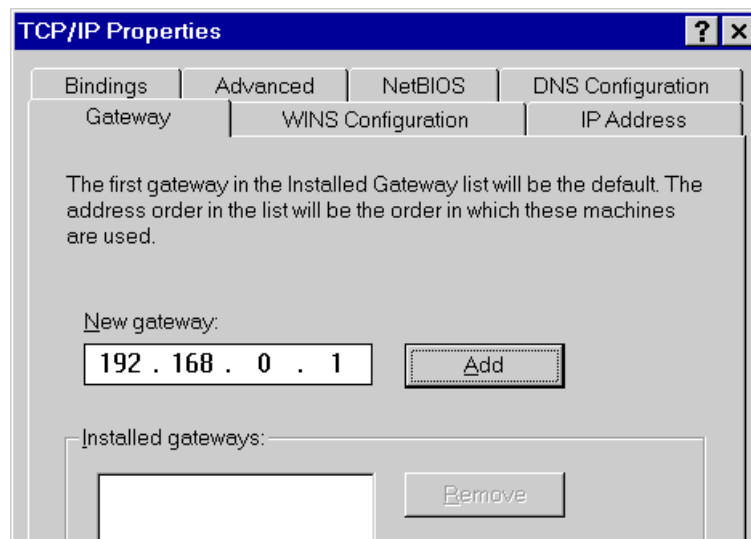 TCP/IP Properties
Bindings Advanced NetBIOS DNS Configuration
Gateway WINS Configuration IP Address
The first gateway in the Installed Gateway list will be the default. The
address order in the list will be the order in which these machines
are used.
New gateway:
192 . 168 . 0 . 1 Add
Installed gateways:
Remove